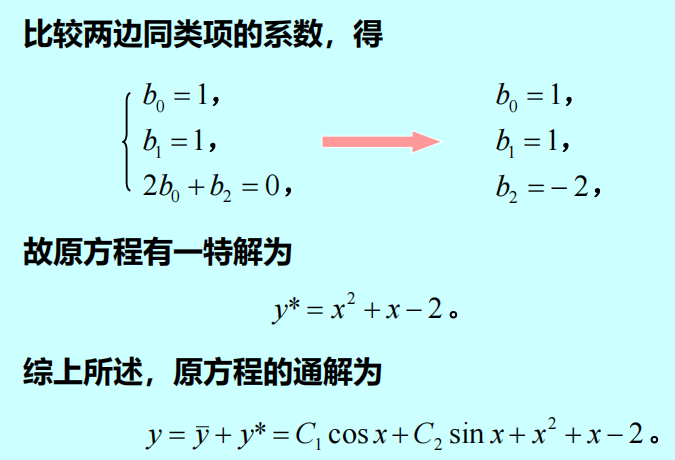 比较两边同类项的系数，得
b₀ = 1， b₀ = 1，
b₁ = 1， b₁ = 1，
2b₀ + b₂ = 0， b₂ = − 2，
故原方程有一特解为
y* = x² + x − 2。
综上所述，原方程的通解为
y = ȳ + y* = C₁ cos x + C₂ sin x + x² + x − 2。